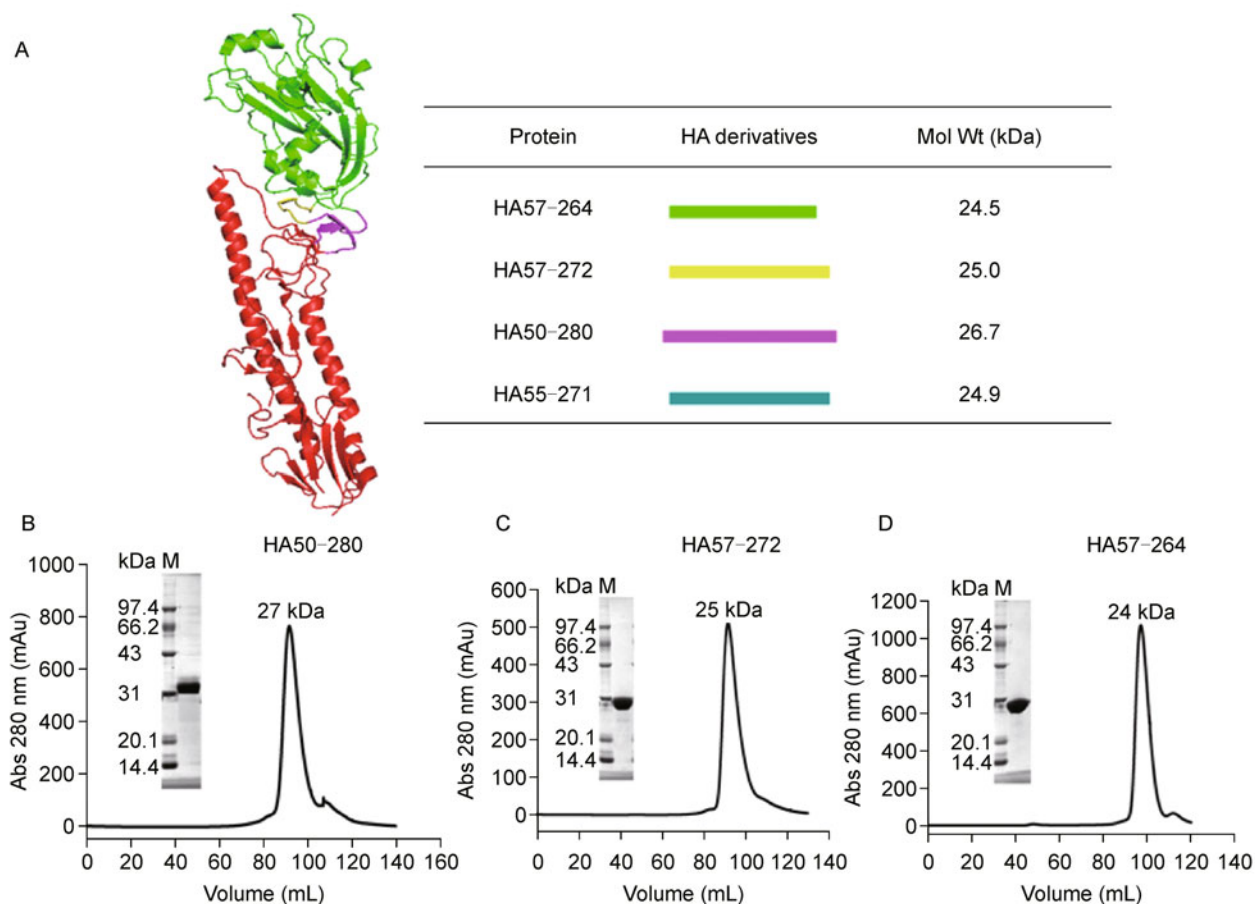 A
Protein HA derivatives Mol Wt (kDa)
HA57–264 24.5
HA57–272 25.0
HA50–280 26.7
HA55–271 24.9
B
HA50–280
Abs 280 nm (mAu)
1000
800
600
400
200
0
kDa M
97.4
66.2
43
31
20.1
14.4
27 kDa
0 20 40 60 80 100 120 140 160
Volume (mL)
C
HA57–272
Abs 280 nm (mAu)
600
500
400
300
200
100
0
kDa M
97.4
66.2
43
31
20.1
14.4
25 kDa
0 20 40 60 80 100 120 140
Volume (mL)
D
HA57–264
Abs 280 nm (mAu)
1200
1000
800
600
400
200
0
kDa M
97.4
66.2
43
31
20.1
14.4
24 kDa
0 20 40 60 80 100 120 140
Volume (mL)